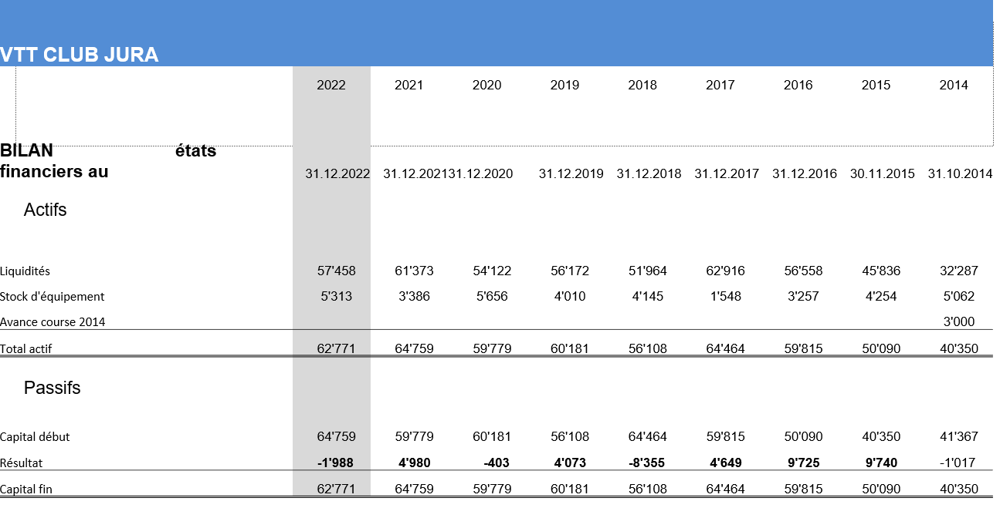 VTT CLUB JURA
2022 2021 2020 2019 2018 2017 2016 2015 2014
BILAN états
financiers au 31.12.2022 31.12.2021 31.12.2020 31.12.2019 31.12.2018 31.12.2017 31.12.2016 30.11.2015 31.10.2014
Actifs
Liquidités 57'458 61'373 54'122 56'172 51'964 62'916 56'558 45'836 32'287
Stock d'équipement 5'313 3'386 5'656 4'010 4'145 1'548 3'257 4'254 5'062
Avance course 2014 3'000
Total actif 62'771 64'759 59'779 60'181 56'108 64'464 59'815 50'090 40'350
Passifs
Capital début 64'759 59'779 60'181 56'108 64'464 59'815 50'090 40'350 41'367
Résultat -1'988 4'980 -403 4'073 -8'355 4'649 9'725 9'740 -1'017
Capital fin 62'771 64'759 59'779 60'181 56'108 64'464 59'815 50'090 40'350